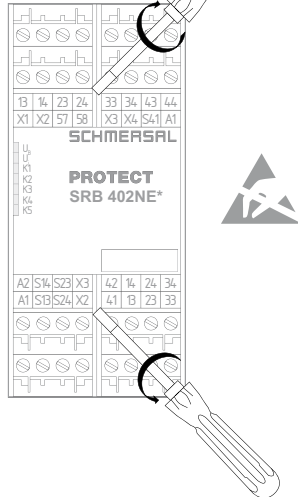 13 14 23 24 33 34 43 44
X1 X2 57 58 X3 X4 S41 A1
SCHMERSAL
UB
Ui
K1
K2
K3
K4
K5
PROTECT
SRB 402NE*
A2 S14 S23 X3 42 14 24 34
A1 S13 S24 X2 41 13 23 33